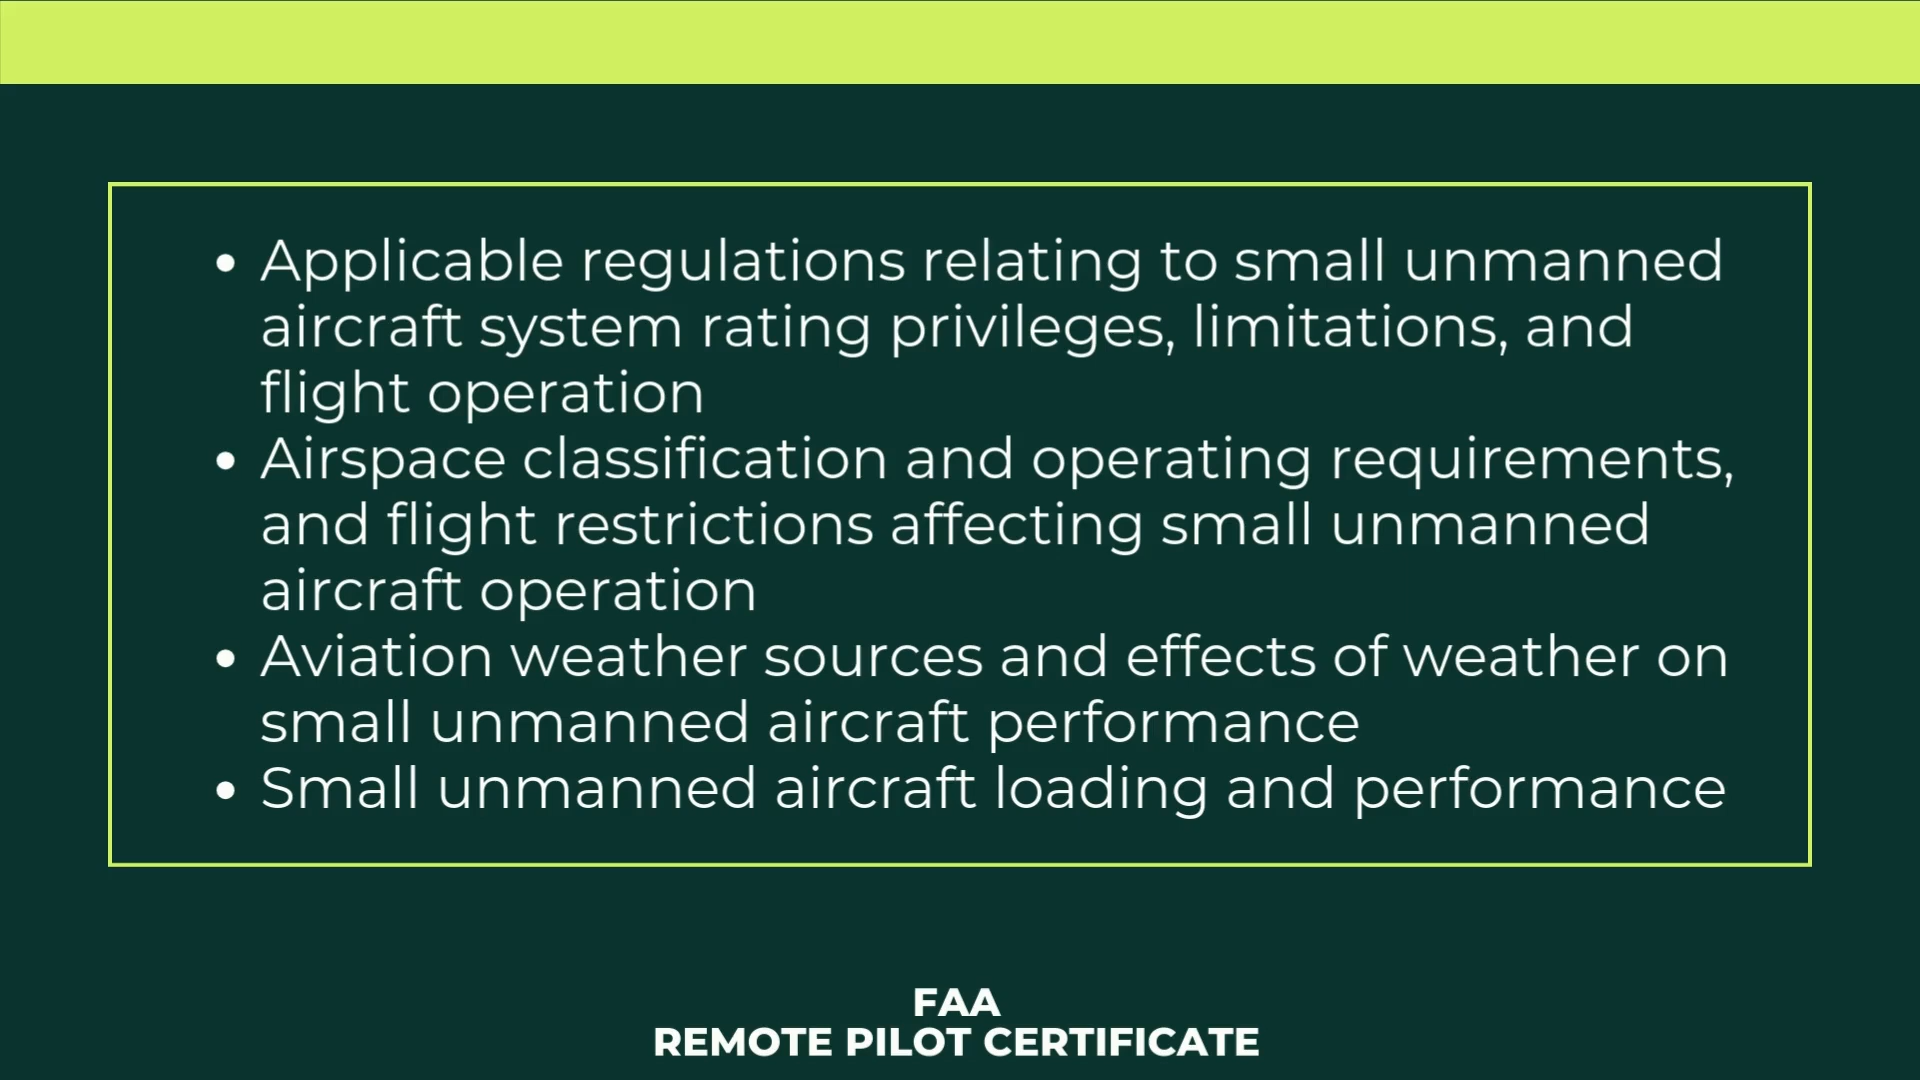 • Applicable regulations relating to small unmanned
aircraft system rating privileges, limitations, and
flight operation
• Airspace classification and operating requirements,
and flight restrictions affecting small unmanned
aircraft operation
• Aviation weather sources and effects of weather on
small unmanned aircraft performance
• Small unmanned aircraft loading and performance
FAA
REMOTE PILOT CERTIFICATE